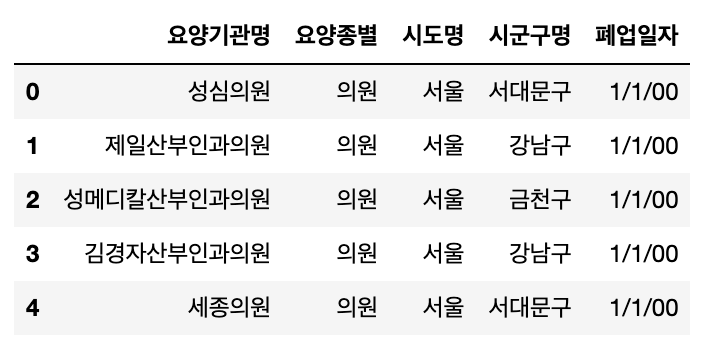 요양기관명 요양종별 시도명 시군구명 폐업일자
0 성심의원 의원 서울 서대문구 1/1/00
1 제일산부인과의원 의원 서울 강남구 1/1/00
2 성메디칼산부인과의원 의원 서울 금천구 1/1/00
3 김경자산부인과의원 의원 서울 강남구 1/1/00
4 세종의원 의원 서울 서대문구 1/1/00